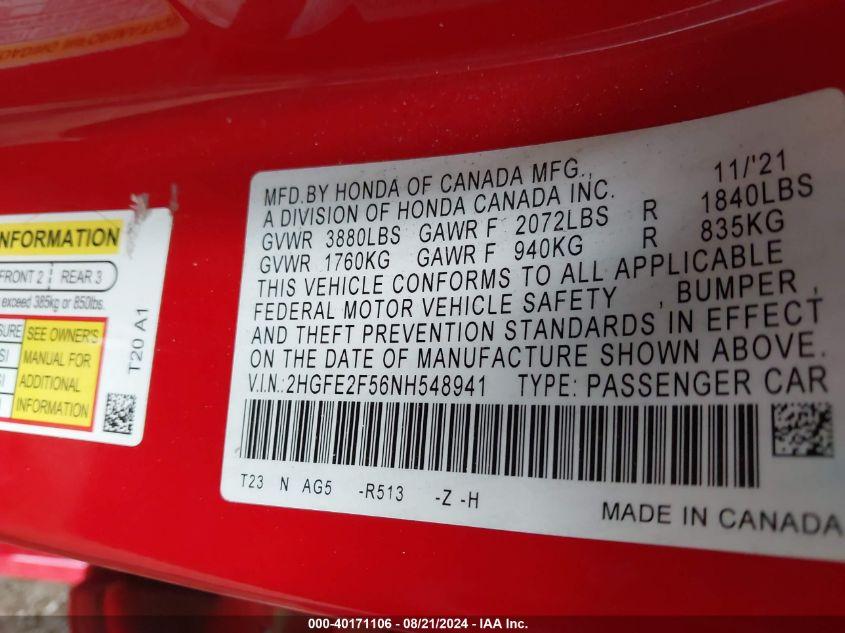 INFORMATION
FRONT 2 REAR 3
exceed 385kg or 850lbs.
SEE OWNER'S
MANUAL FOR
ADDITIONAL
INFORMATION
T20 A1
MFD.BY HONDA OF CANADA MFG., 11/'21
A DIVISION OF HONDA CANADA INC.
GVWR 3880LBS GAWR F 2072LBS R 1840LBS
GVWR 1760KG GAWR F 940KG R 835KG
THIS VEHICLE CONFORMS TO ALL APPLICABLE
FEDERAL MOTOR VEHICLE SAFETY , BUMPER ,
AND THEFT PREVENTION STANDARDS IN EFFECT
ON THE DATE OF MANUFACTURE SHOWN ABOVE.
V.I.N.:2HGFE2F56NH548941 TYPE: PASSENGER CAR
T23 N AG5 -R513 -Z -H
MADE IN CANADA
000-40171106 - 08/21/2024 - IAA Inc.